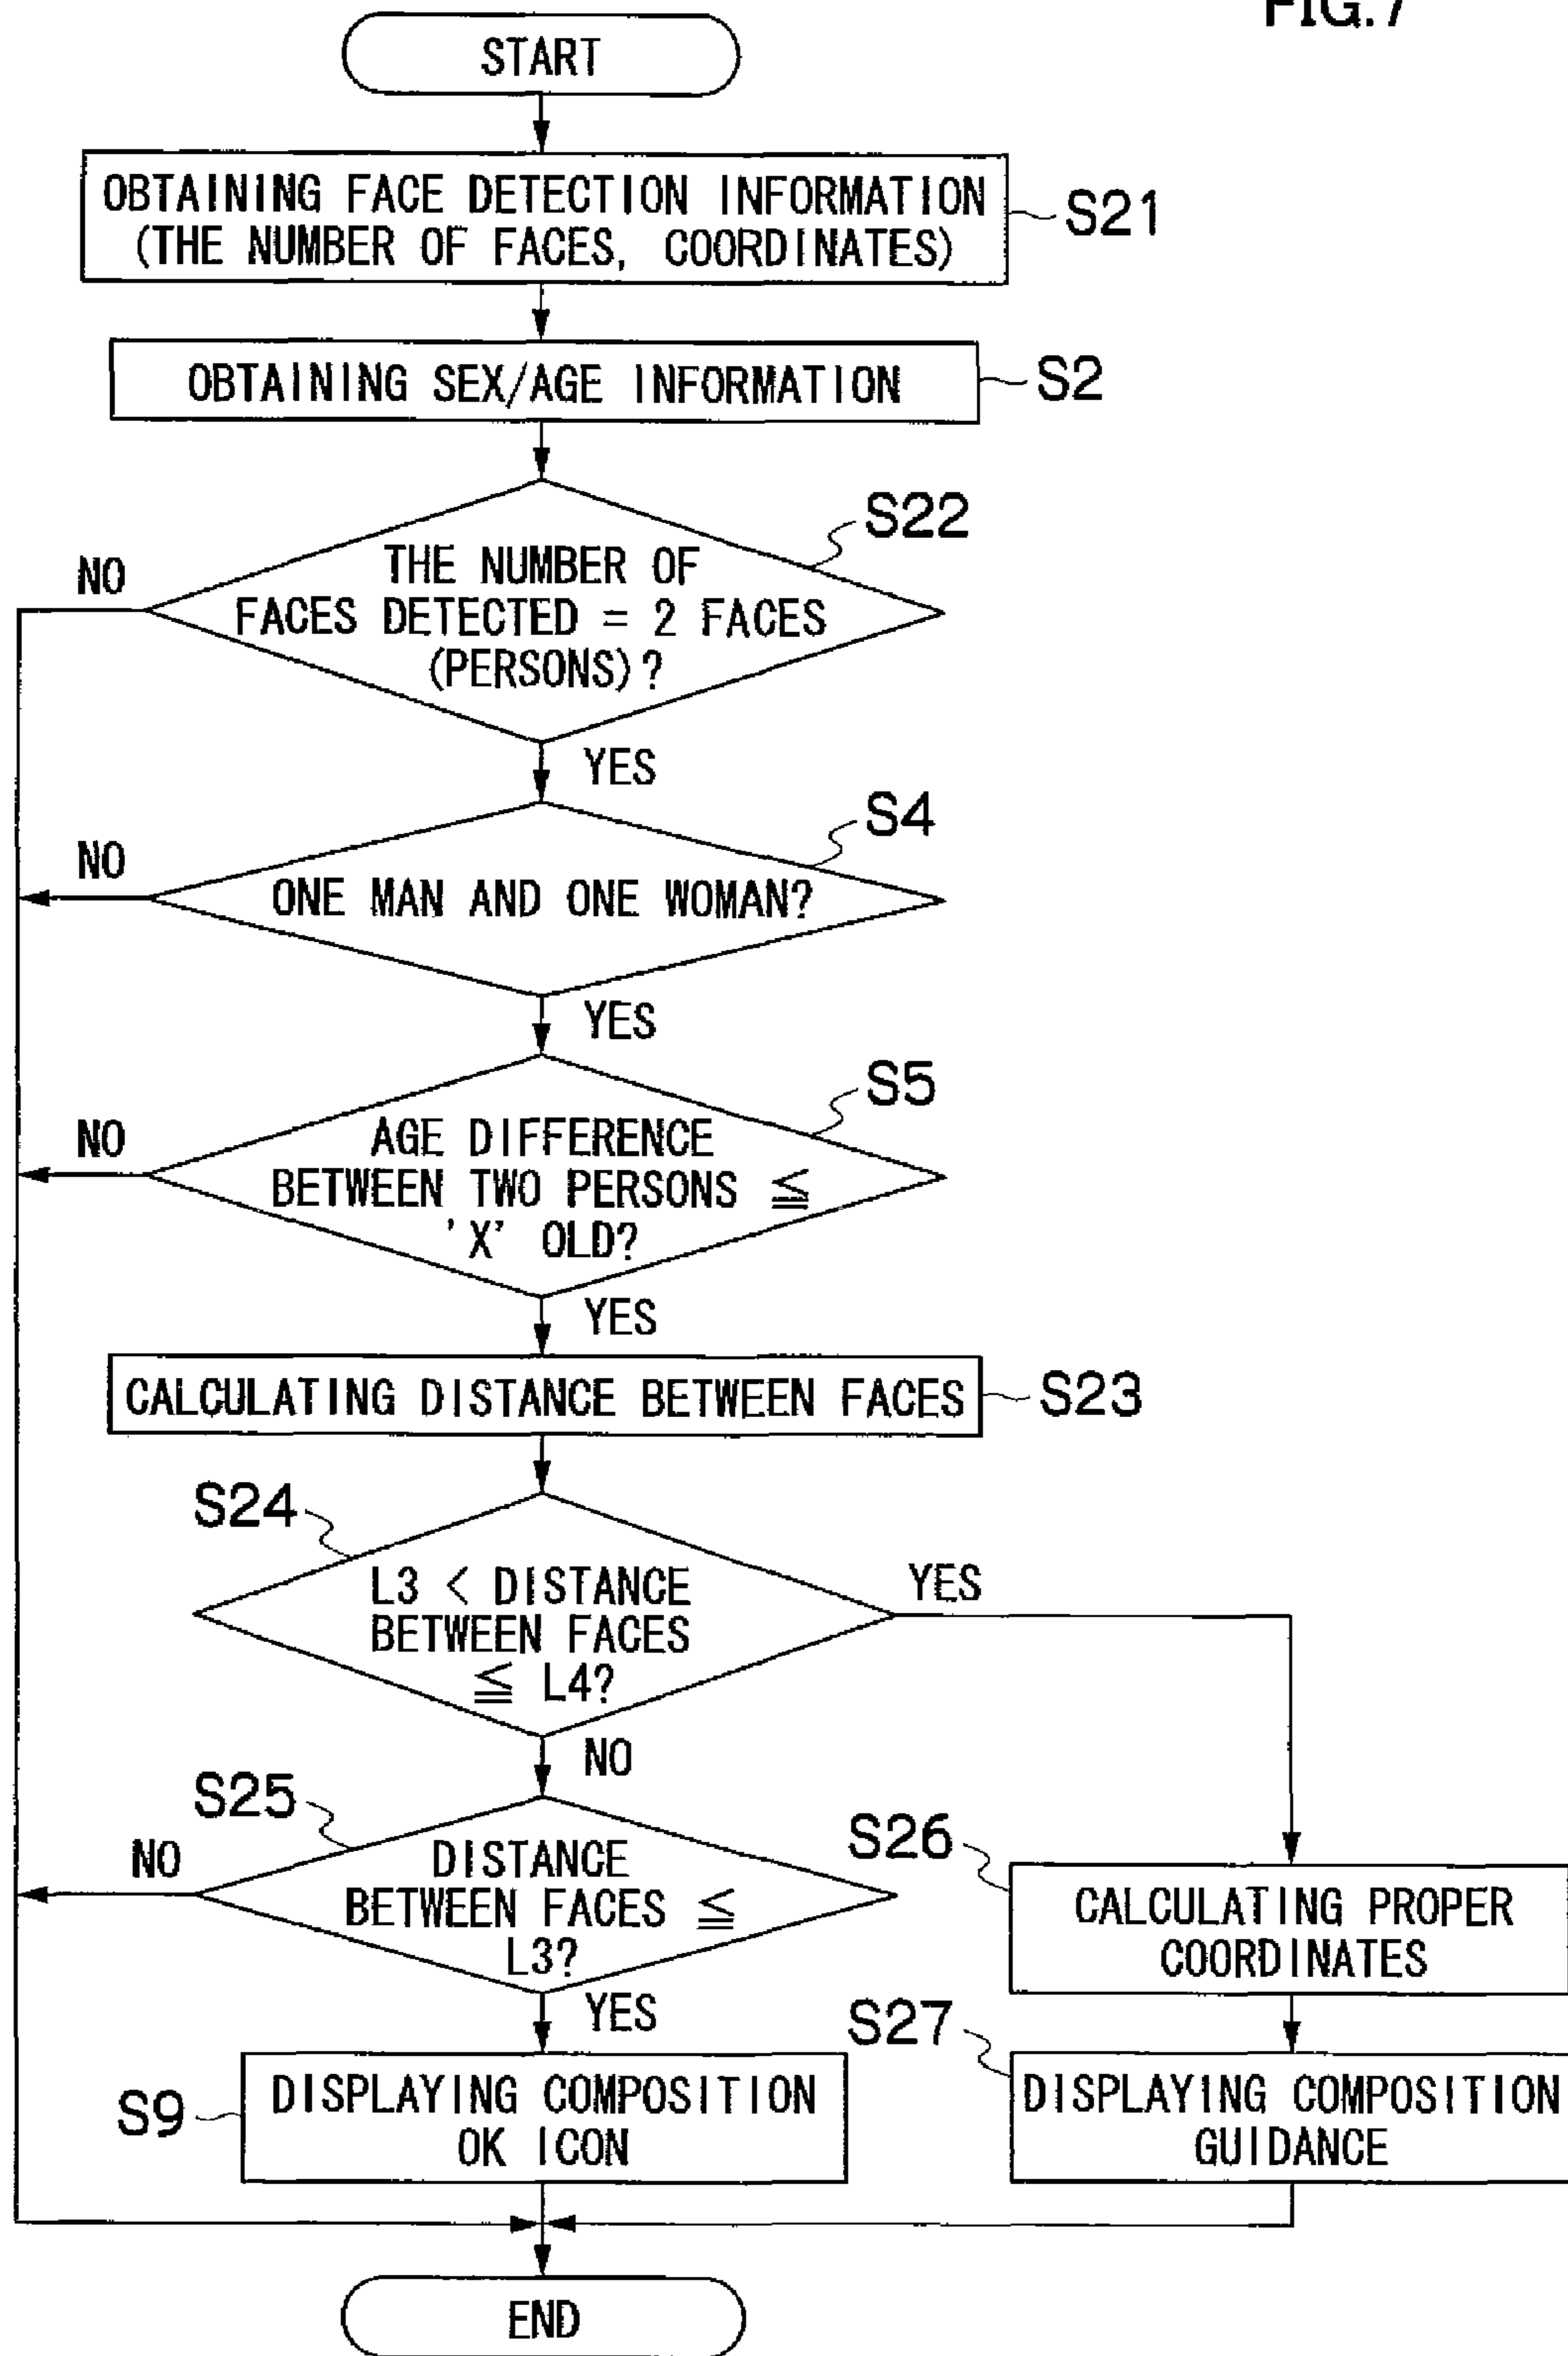 FIG.7
START
OBTAINING FACE DETECTION INFORMATION
(THE NUMBER OF FACES, COORDINATES)
S21
OBTAINING SEX/AGE INFORMATION
S2
S22
THE NUMBER OF
FACES DETECTED = 2 FACES
(PERSONS)?
NO
YES
S4
ONE MAN AND ONE WOMAN?
NO
YES
S5
AGE DIFFERENCE
BETWEEN TWO PERSONS ≦
'X' OLD?
NO
YES
CALCULATING DISTANCE BETWEEN FACES
S23
S24
L3 < DISTANCE
BETWEEN FACES
≦ L4?
YES
NO
S25
DISTANCE
BETWEEN FACES ≦
L3?
NO
YES
S26
CALCULATING PROPER
COORDINATES
S27
DISPLAYING COMPOSITION
GUIDANCE
S9
DISPLAYING COMPOSITION
OK ICON
END